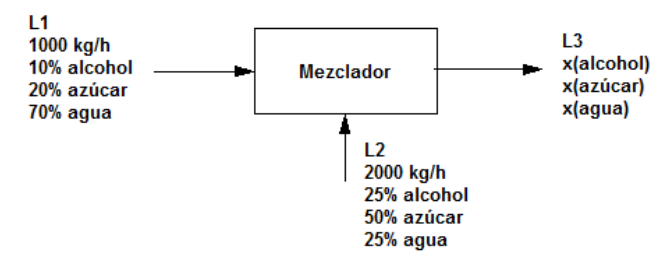 L1
1000 kg/h
10% alcohol
20% azúcar
70% agua
Mezclador
L3
x(alcohol)
x(azúcar)
x(agua)
L2
2000 kg/h
25% alcohol
50% azúcar
25% agua